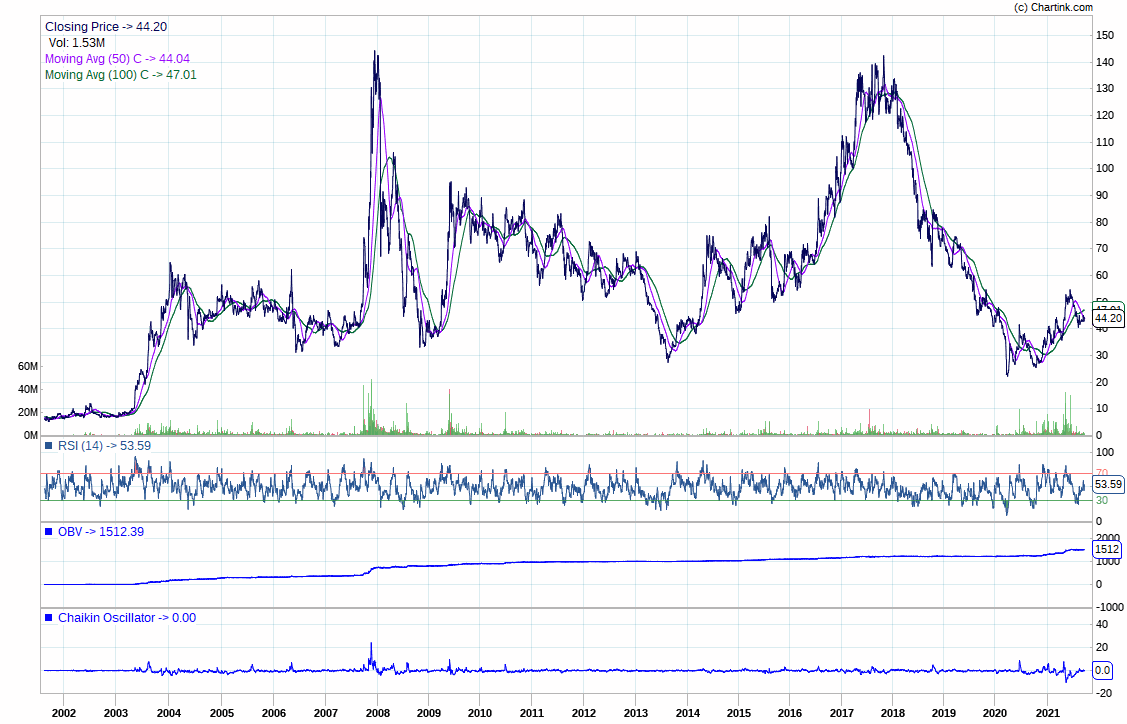 (c) Chartink.com
Closing Price -> 44.20
Vol: 1.53M
Moving Avg (50) C -> 44.04
Moving Avg (100) C -> 47.01
150
140
130
120
110
100
90
80
70
60
50
47.01
44.20
40
30
20
10
0
60M
40M
20M
0M
RSI (14) -> 53.59
100
70
53.59
30
0
OBV -> 1512.39
2000
1512
1000
0
-1000
Chaikin Oscillator -> 0.00
40
20
0.0
-20
2002 2003 2004 2005 2006 2007 2008 2009 2010 2011 2012 2013 2014 2015 2016 2017 2018 2019 2020 2021